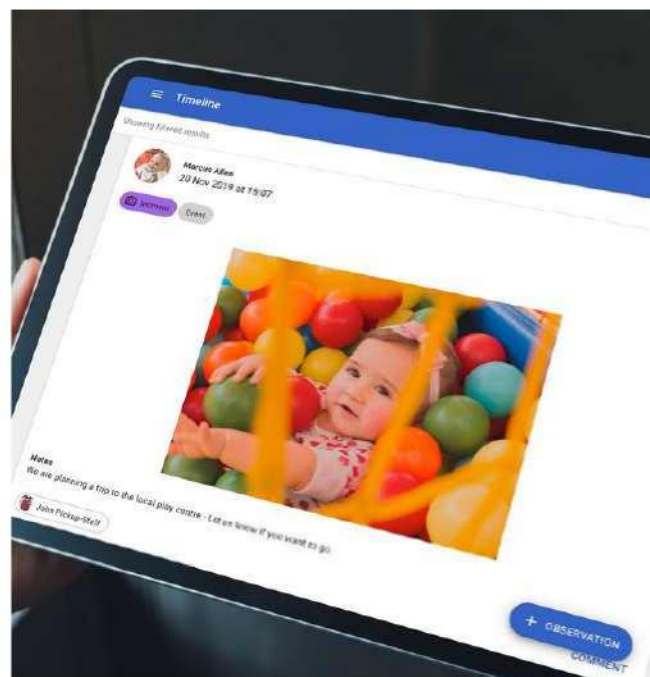 Timeline
Showing filtered results
Marcus Allen
20 Nov 2019 at 15:07
Event
Notes
We are planning a trip to the local play centre - Let us know if you want to go.
John Pickup-Staff
+ OBSERVATION
COMMENT